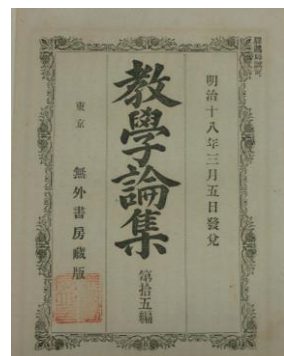 明治十八年三月五日發兌
教學論集
第拾五編
東京
無外書房藏版